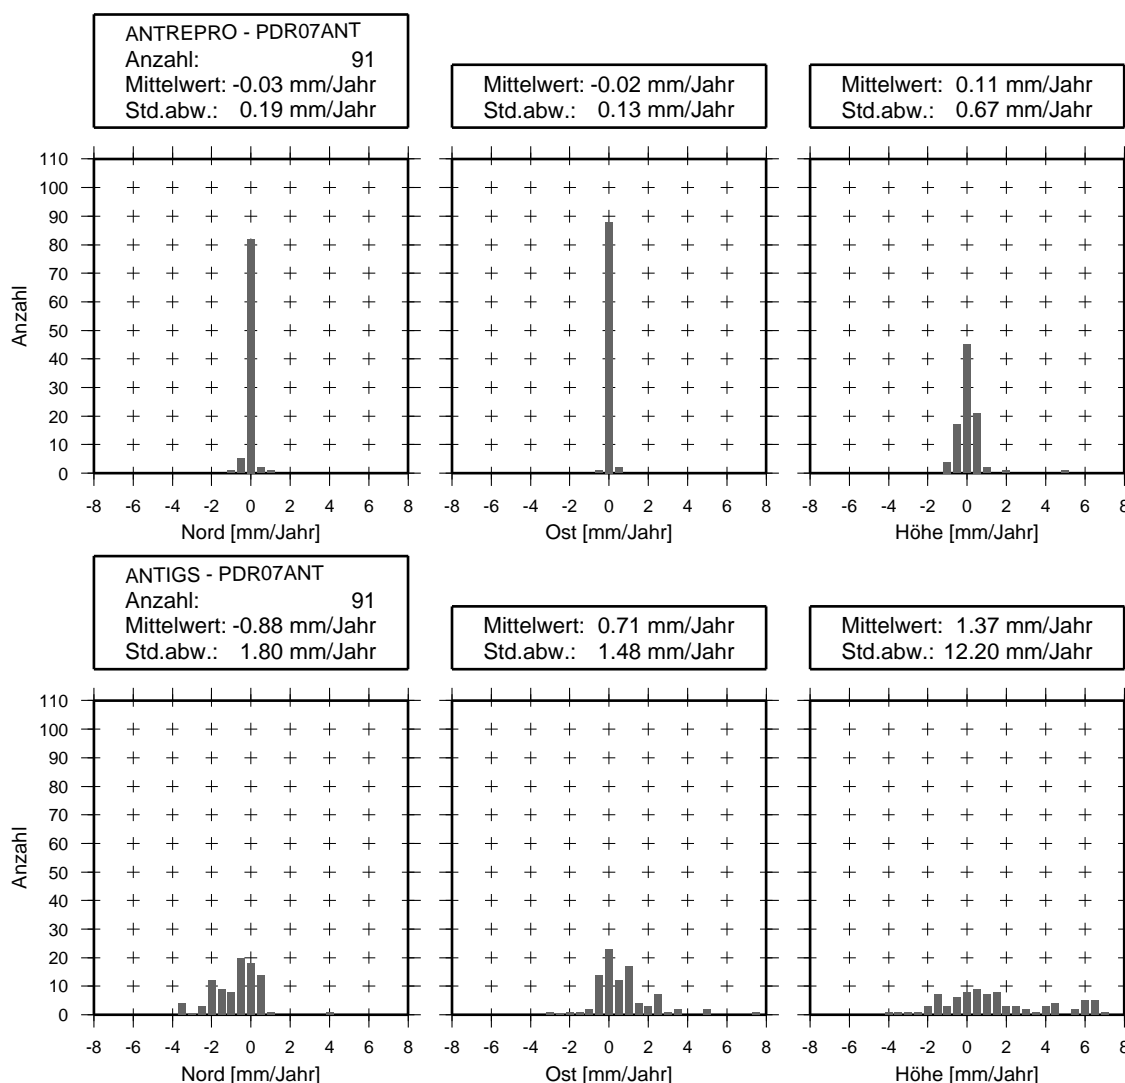 ANTREPRO - PDR07ANT
Anzahl: 91
Mittelwert: -0.03 mm/Jahr
Std.abw.: 0.19 mm/Jahr
Mittelwert: -0.02 mm/Jahr
Std.abw.: 0.13 mm/Jahr
Mittelwert: 0.11 mm/Jahr
Std.abw.: 0.67 mm/Jahr
Anzahl
110
100
90
80
70
60
50
40
30
20
10
0
-8 -6 -4 -2 0 2 4 6 8
Nord [mm/Jahr]
-8 -6 -4 -2 0 2 4 6 8
Ost [mm/Jahr]
-8 -6 -4 -2 0 2 4 6 8
Höhe [mm/Jahr]
ANTIGS - PDR07ANT
Anzahl: 91
Mittelwert: -0.88 mm/Jahr
Std.abw.: 1.80 mm/Jahr
Mittelwert: 0.71 mm/Jahr
Std.abw.: 1.48 mm/Jahr
Mittelwert: 1.37 mm/Jahr
Std.abw.: 12.20 mm/Jahr
Anzahl
110
100
90
80
70
60
50
40
30
20
10
0
-8 -6 -4 -2 0 2 4 6 8
Nord [mm/Jahr]
-8 -6 -4 -2 0 2 4 6 8
Ost [mm/Jahr]
-8 -6 -4 -2 0 2 4 6 8
Höhe [mm/Jahr]